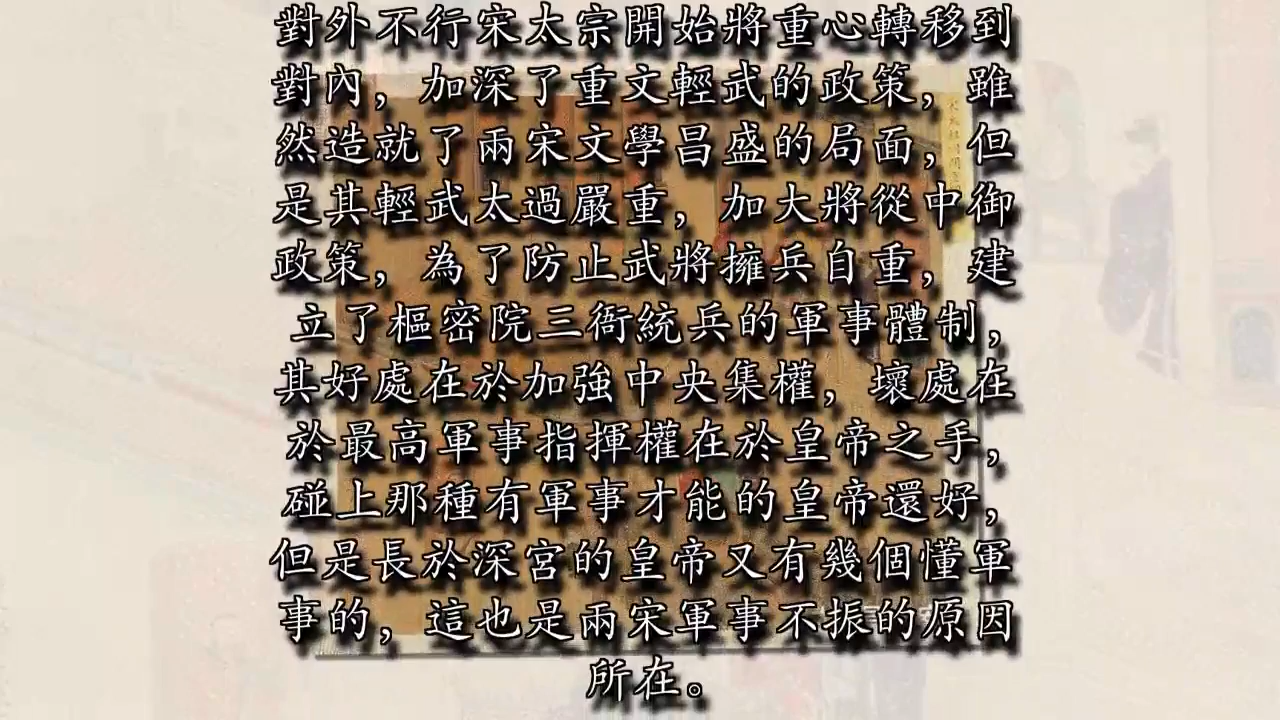 對外不行宋太宗開始將重心轉移到
對內，加深了重文輕武的政策，雖
然造就了兩宋文學昌盛的局面，但
是其輕武太過嚴重，加大將從中御
政策，為了防止武將擁兵自重，建
立了樞密院三衙統兵的軍事體制，
其好處在於加強中央集權，壞處在
於最高軍事指揮權在於皇帝之手，
碰上那種有軍事才能的皇帝還好，
但是長於深宮的皇帝又有幾個懂軍
事的，這也是兩宋軍事不振的原因
所在。